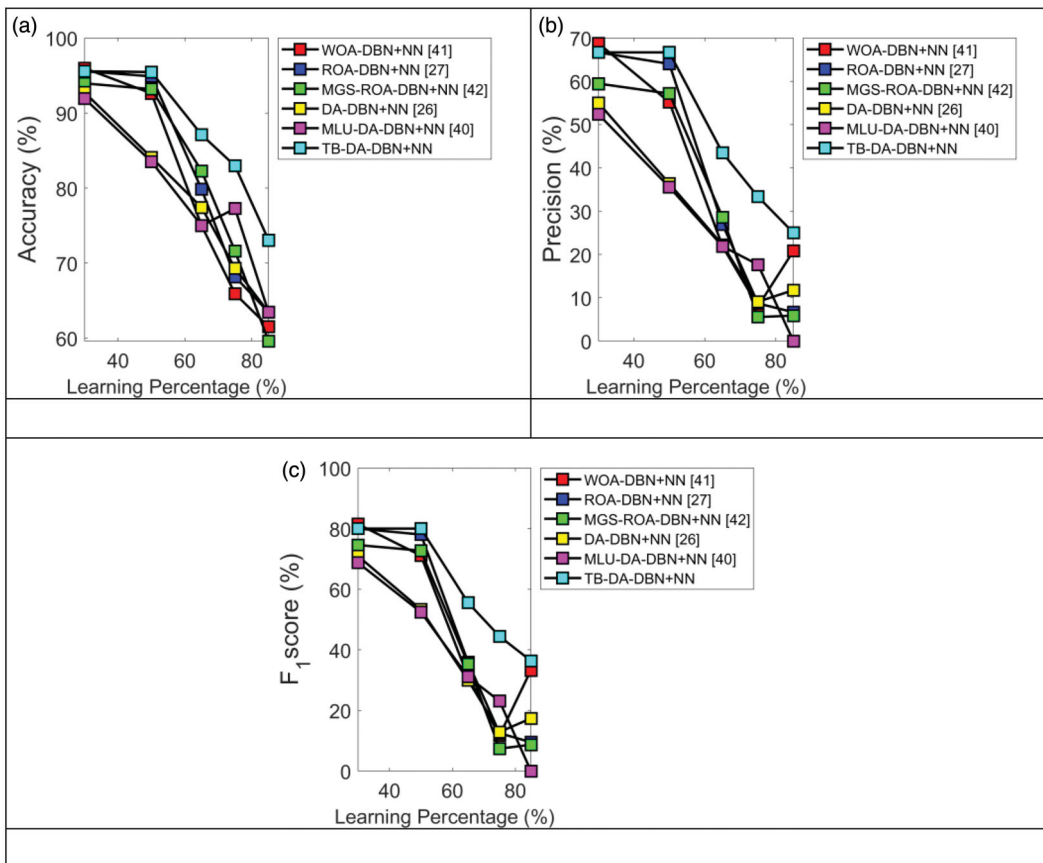 (a)
100
90
80
70
60
Accuracy (%)
40 60 80
Learning Percentage (%)
WOA-DBN+NN [41]
ROA-DBN+NN [27]
MGS-ROA-DBN+NN [42]
DA-DBN+NN [26]
MLU-DA-DBN+NN [40]
TB-DA-DBN+NN
(b)
70
60
50
40
30
20
10
0
Precision (%)
40 60 80
Learning Percentage (%)
WOA-DBN+NN [41]
ROA-DBN+NN [27]
MGS-ROA-DBN+NN [42]
DA-DBN+NN [26]
MLU-DA-DBN+NN [40]
TB-DA-DBN+NN
(c)
100
80
60
40
20
0
F1 score (%)
40 60 80
Learning Percentage (%)
WOA-DBN+NN [41]
ROA-DBN+NN [27]
MGS-ROA-DBN+NN [42]
DA-DBN+NN [26]
MLU-DA-DBN+NN [40]
TB-DA-DBN+NN